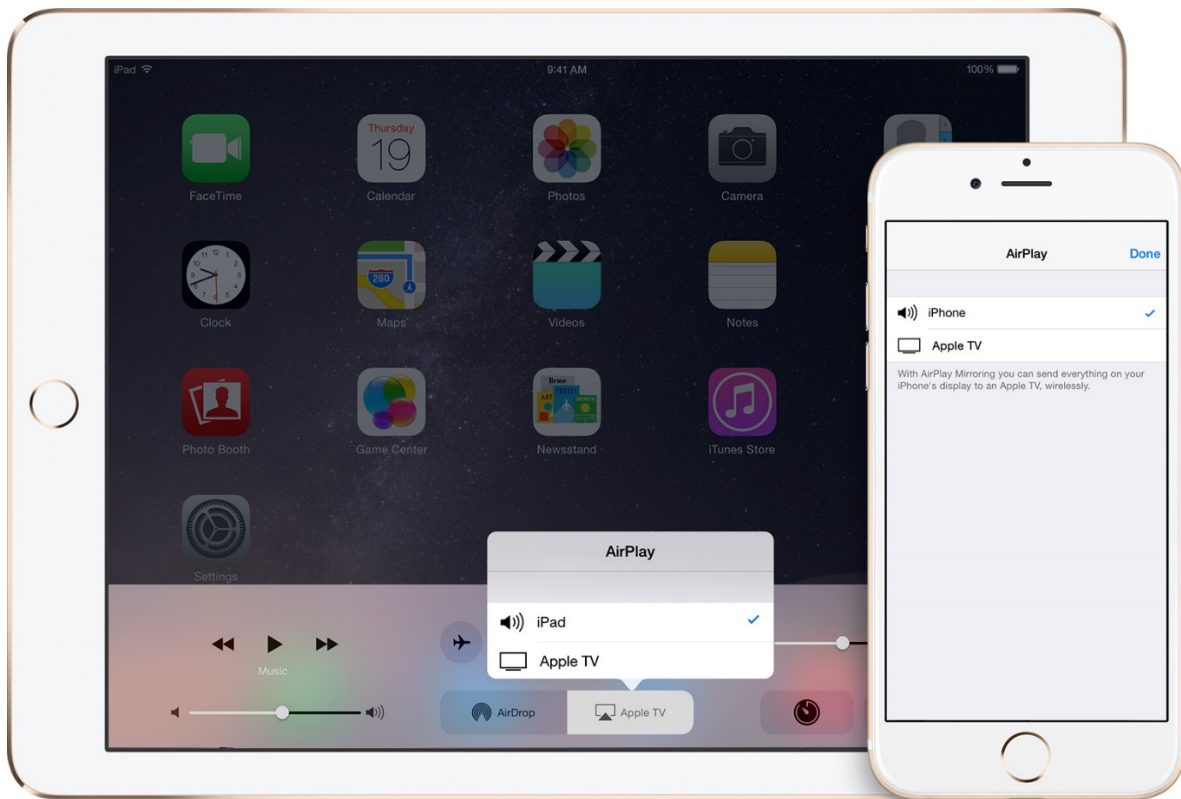 iPad
9:41 AM
100%
FaceTime
Thursday
19
Calendar
Photos
Camera
Clock
280
Maps
Videos
Notes
Photo Booth
Game Center
Newsstand
iTunes Store
Settings
AirPlay
iPad
Apple TV
Music
AirDrop
Apple TV
AirPlay
Done
iPhone
Apple TV
With AirPlay Mirroring you can send everything on your
iPhone's display to an Apple TV, wirelessly.